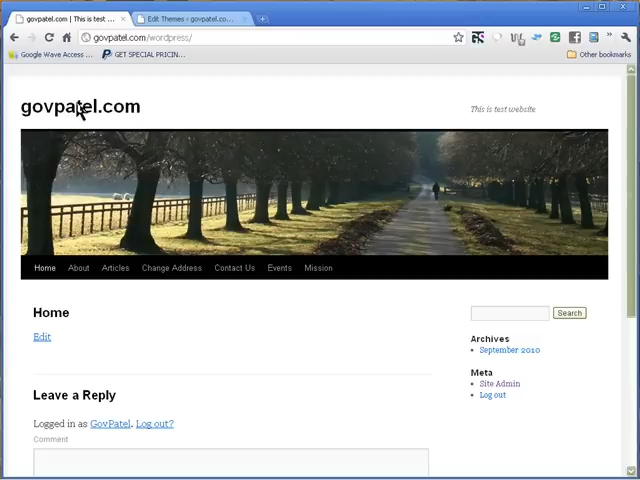 govpatel.com | This is test ...
Edit Themes ‹ govpatel.co...
govpatel.com/wordpress/
Google Wave Access ...
GET SPECIAL PRICIN...
Other bookmarks
govpatel.com
This is test website
Home About Articles Change Address Contact Us Events Mission
Home
Edit
Search
Archives
September 2010
Meta
Site Admin
Log out
Leave a Reply
Logged in as GovPatel. Log out?
Comment